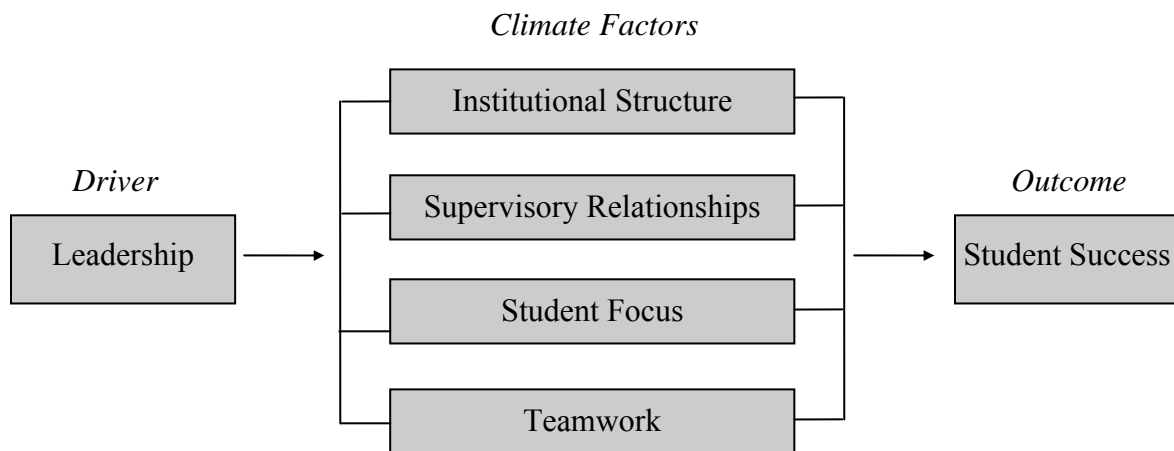 Climate Factors
Institutional Structure
Driver
Supervisory Relationships
Outcome
Leadership
Student Success
Student Focus
Teamwork